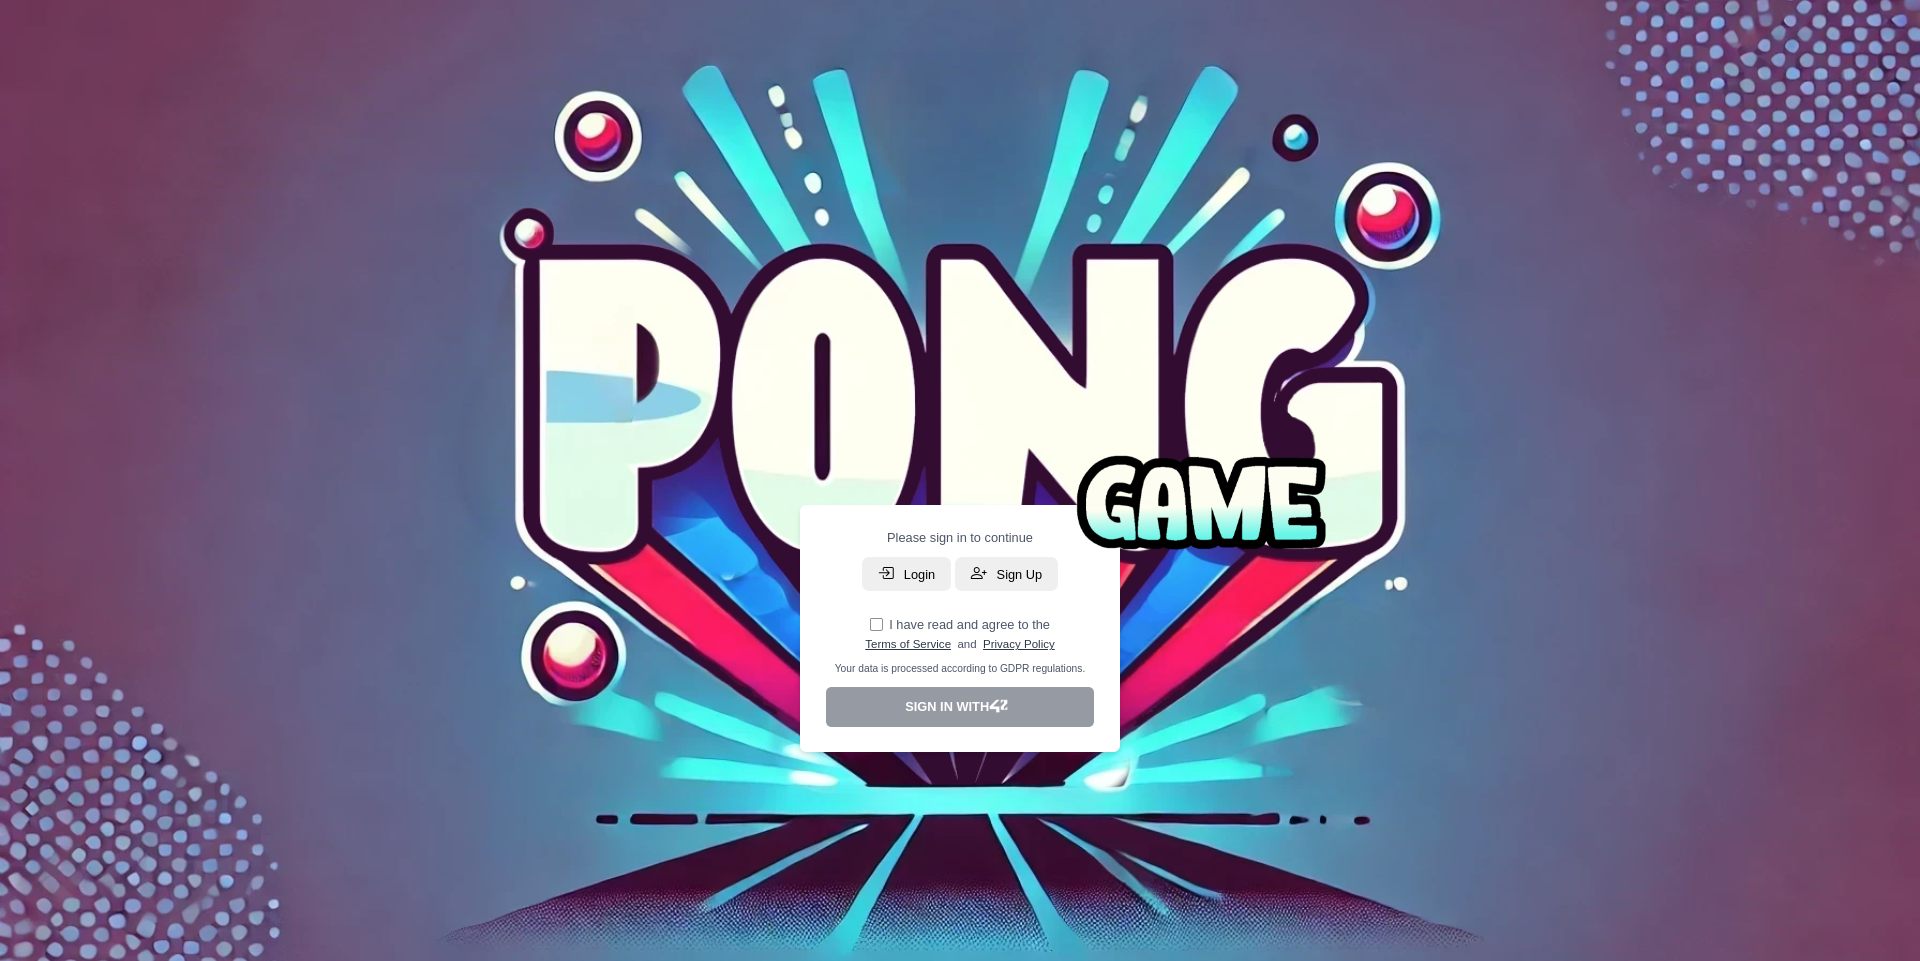 PONG
GAME
Please sign in to continue
Login
Sign Up
I have read and agree to the
Terms of Service and Privacy Policy
Your data is processed according to GDPR regulations.
SIGN IN WITH 42